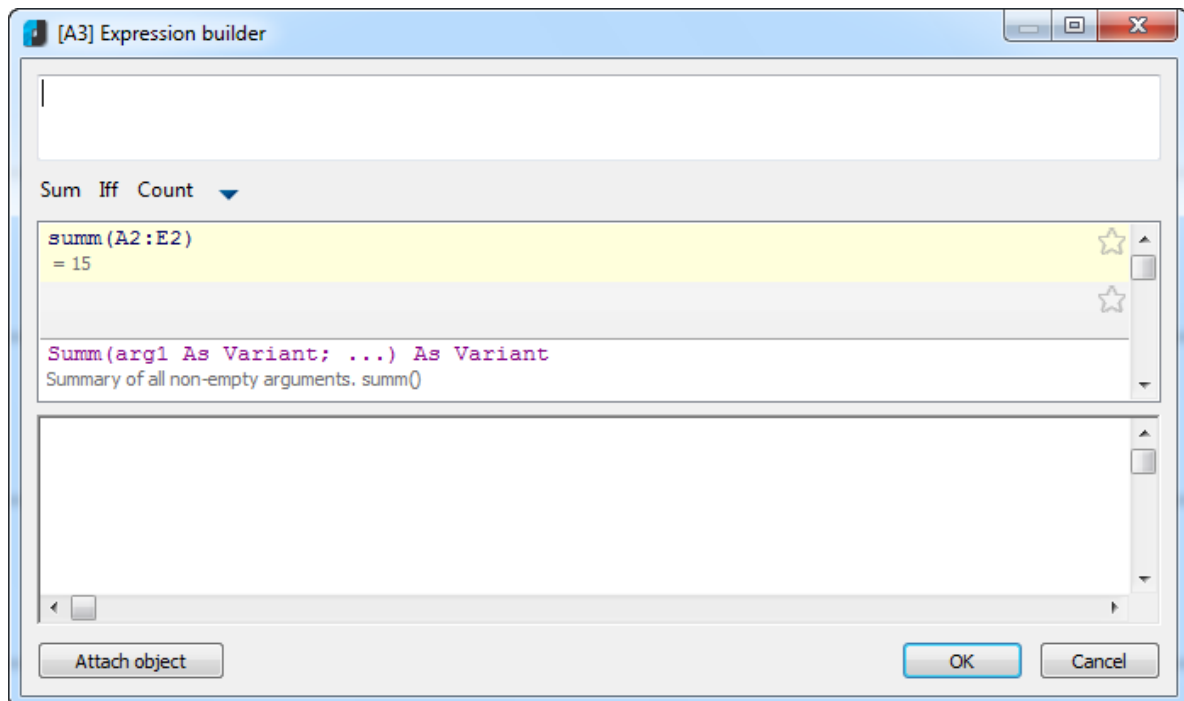 [A3] Expression builder
Sum Iff Count
summ(A2:E2)
= 15
Summ(arg1 As Variant; ...) As Variant
Summary of all non-empty arguments. summ()
Attach object
OK
Cancel